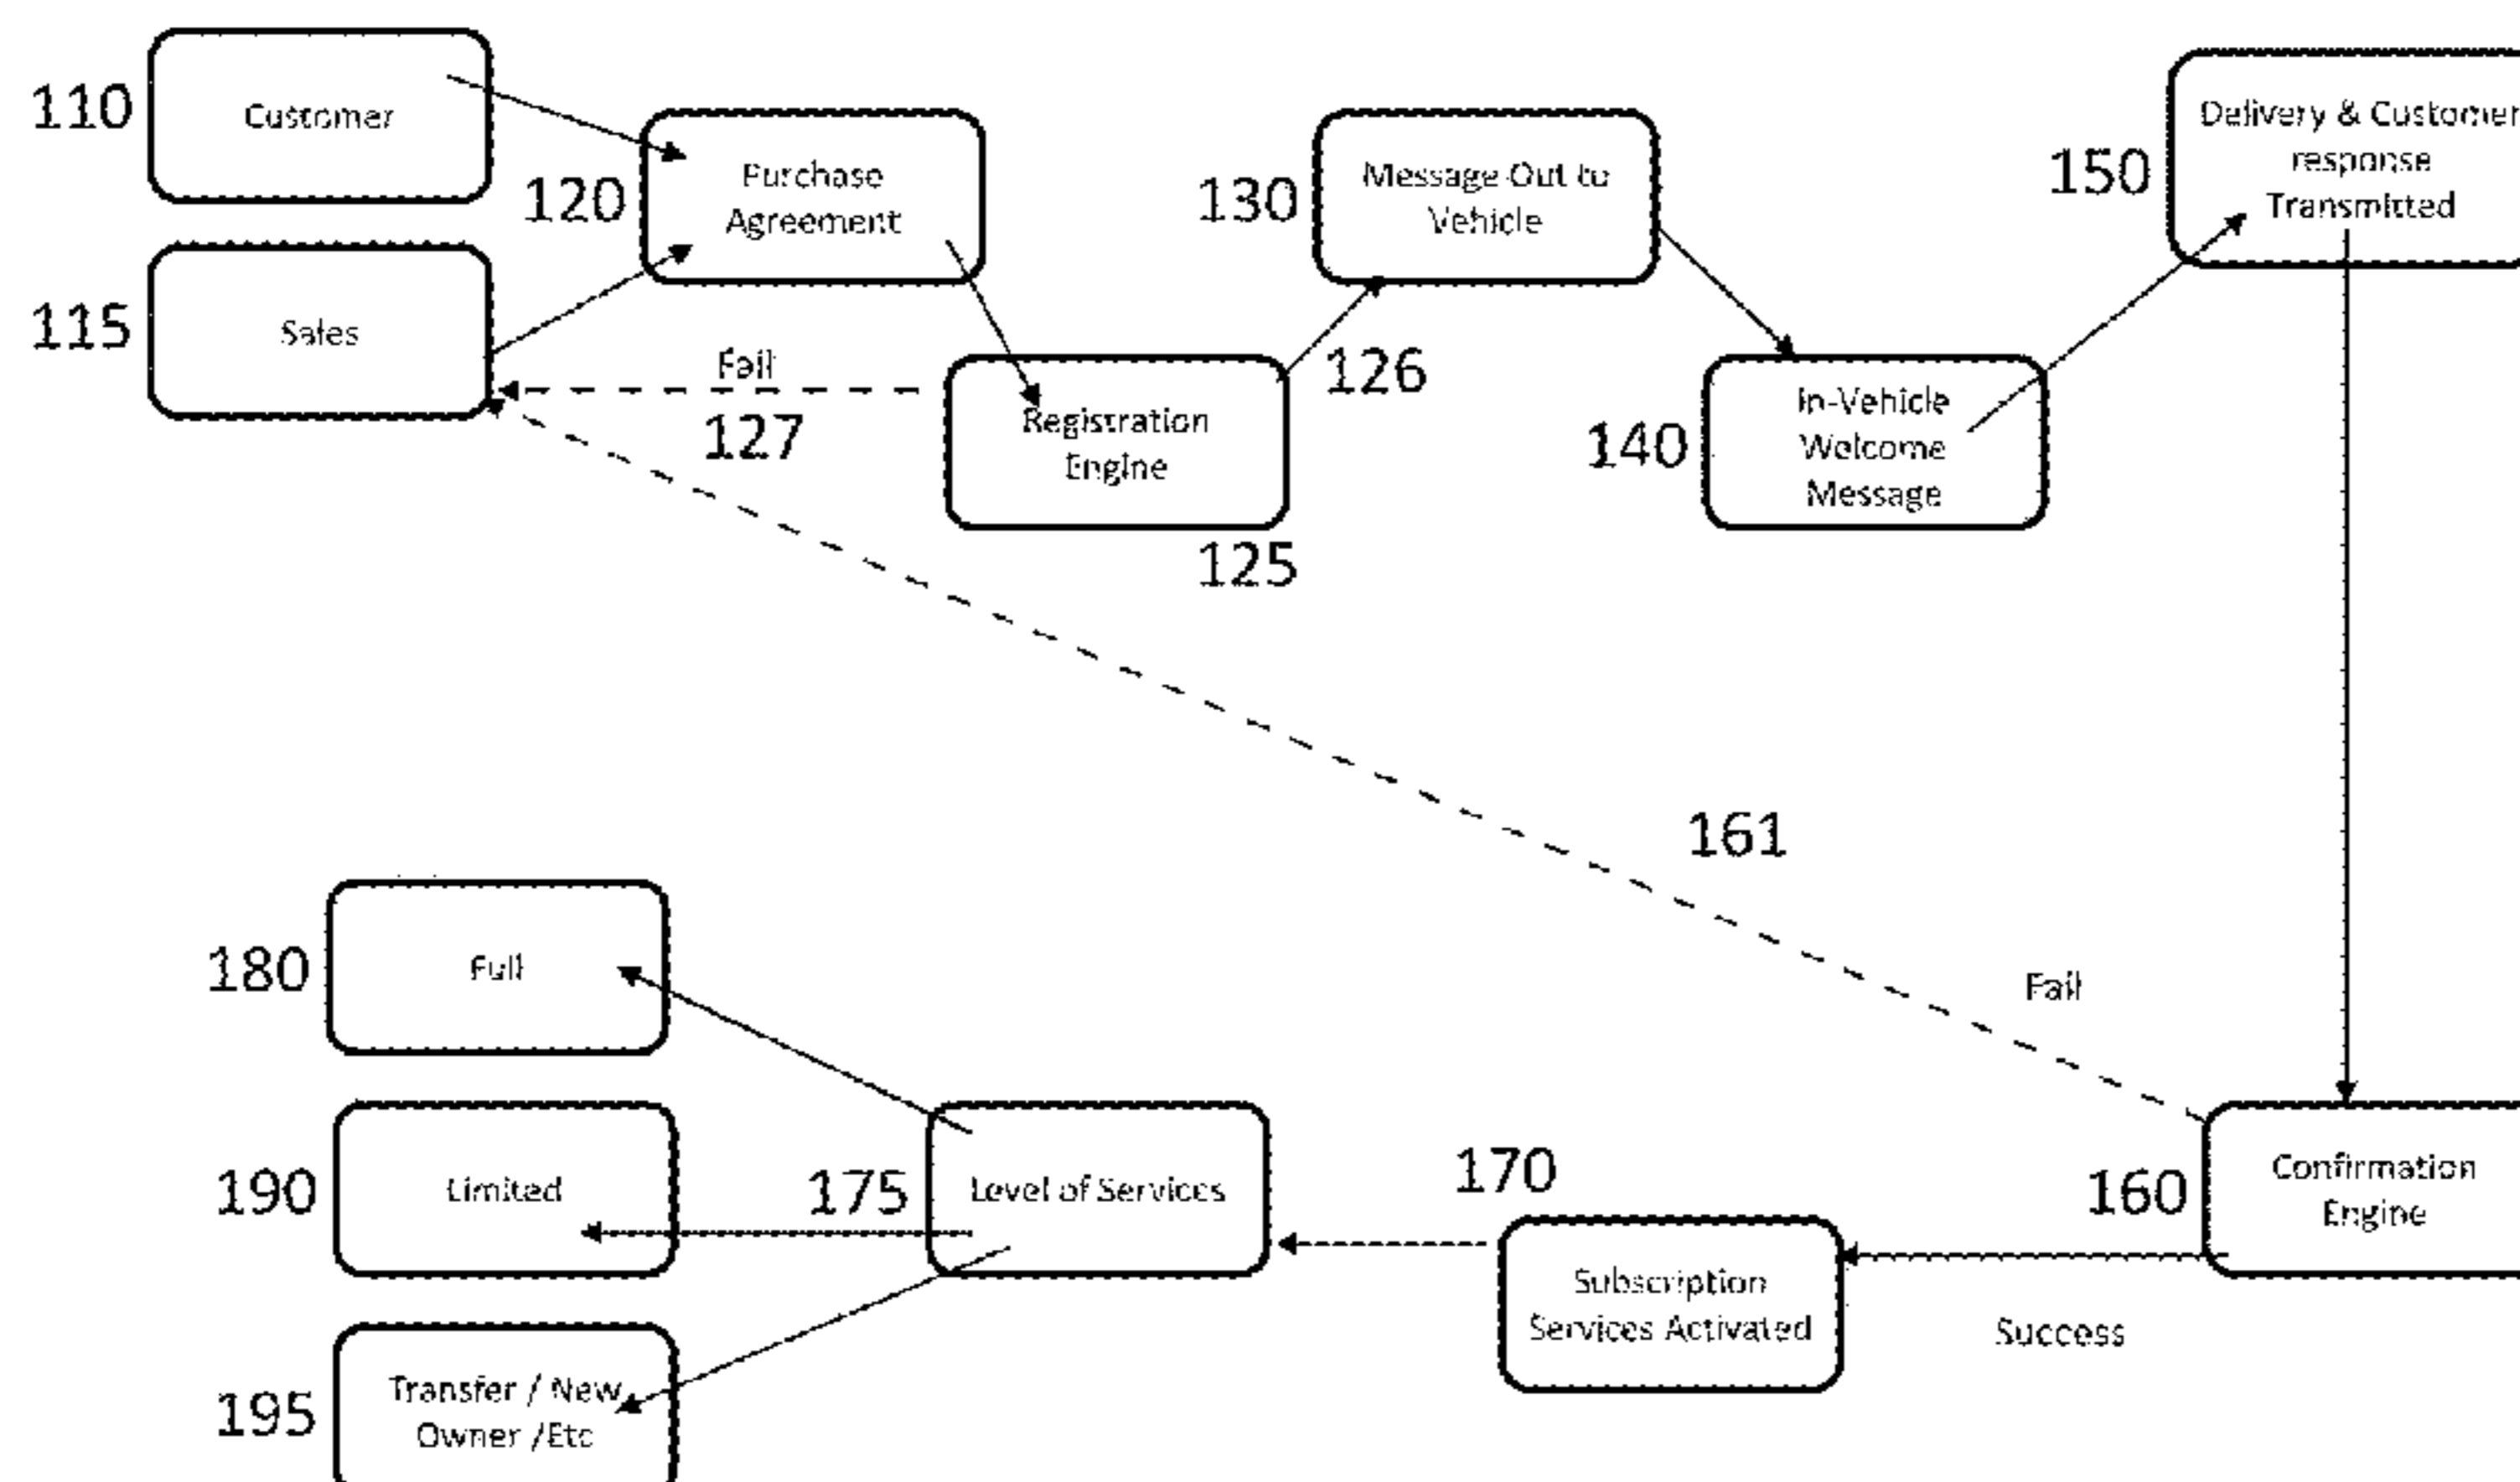 110
Customer
115
Sales
120
Purchase
Agreement
Fail
127
Registration
Engine
125
126
130
Message Out to
Vehicle
140
In-Vehicle
Welcome
Message
150
Delivery & Customer
response
Transmitted
161
Fail
160
Confirmation
Engine
Success
170
Subscription
Services Activated
175
Level of Services
180
Full
190
Limited
195
Transfer / New
Owner /Etc